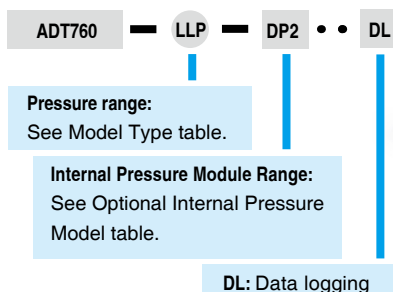 ADT760 — LLP — DP2 • • DL
Pressure range:
See Model Type table.
Internal Pressure Module Range:
See Optional Internal Pressure
Model table.
DL: Data logging